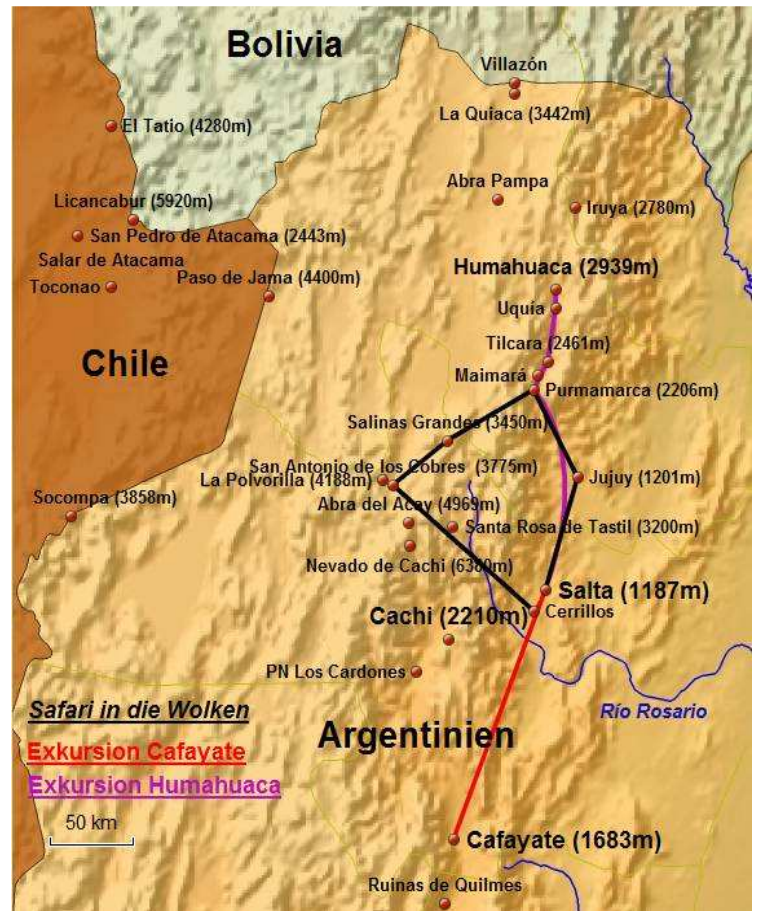 Bolivia
Villazón
La Quiaca (3442m)
El Tatio (4280m)
Abra Pampa
Licancabur (5920m)
Iruya (2780m)
San Pedro de Atacama (2443m)
Salar de Atacama
Toconao
Paso de Jama (4400m)
Humahuaca (2939m)
Uquía
Tilcara (2461m)
Chile
Maimará
Purmamarca (2206m)
Salinas Grandes (3450m)
San Antonio de los Cobres (3775m)
La Polvorilla (4188m)
Jujuy (1201m)
Socompa (3858m)
Abra del Acay (4969m)
Santa Rosa de Tastil (3200m)
Nevado de Cachi (6380m)
Salta (1187m)
Cachi (2210m)
Cerrillos
PN Los Cardones
Safari in die Wolken
Río Rosario
Argentinien
Exkursion Cafayate
Exkursion Humahuaca
50 km
Cafayate (1683m)
Ruinas de Quilmes